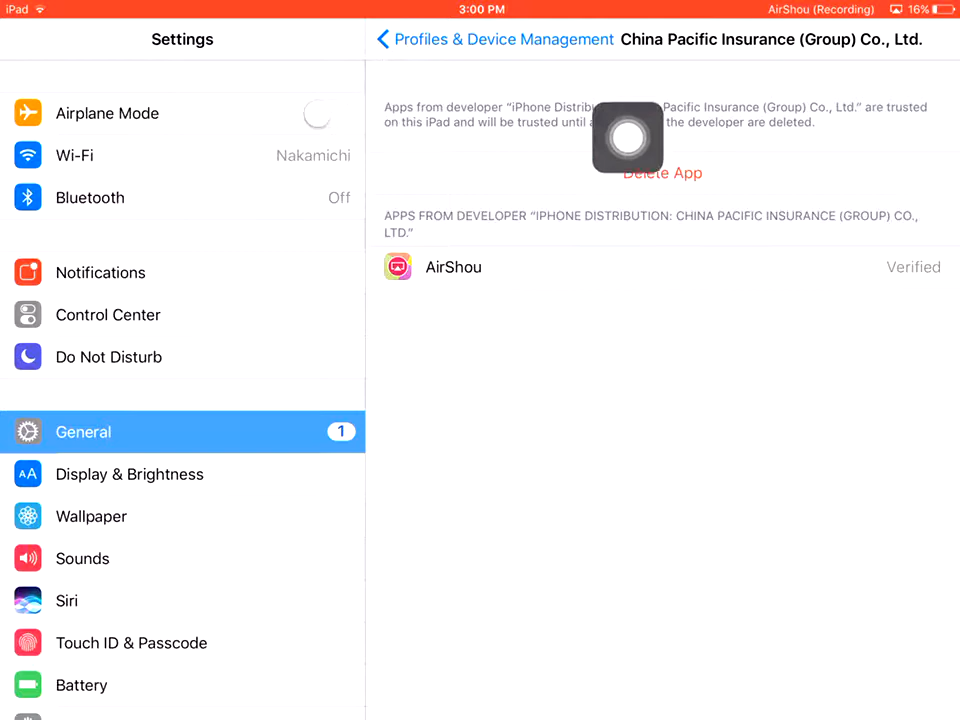 iPad 3:00 PM AirShou (Recording) 16%
Settings
Profiles & Device Management China Pacific Insurance (Group) Co., Ltd.
Airplane Mode
Wi-Fi Nakamichi
Bluetooth Off
Notifications
Control Center
Do Not Disturb
General 1
AA Display & Brightness
Wallpaper
Sounds
Siri
Touch ID & Passcode
Battery
Apps from developer “iPhone Pacific Insurance (Group) Co., Ltd.” are trusted
on this iPad and will be trusted until the developer are deleted.
Delete App
APPS FROM DEVELOPER “IPHONE DISTRIBUTION: CHINA PACIFIC INSURANCE (GROUP) CO.,
LTD.”
AirShou Verified